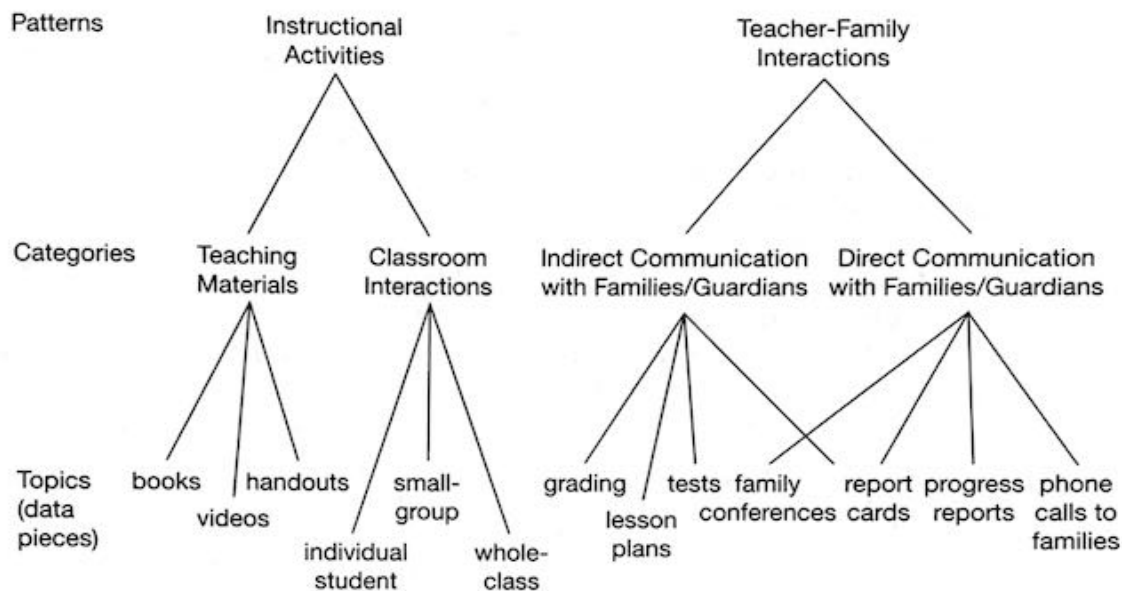 Patterns
Instructional
Activities
Teacher-Family
Interactions
Categories
Teaching
Materials
Classroom
Interactions
Indirect Communication
with Families/Guardians
Direct Communication
with Families/Guardians
Topics
(data
pieces)
books
videos
handouts
individual
student
small-
group
whole-
class
grading
lesson
plans
tests
family
conferences
report
cards
progress
reports
phone
calls to
families